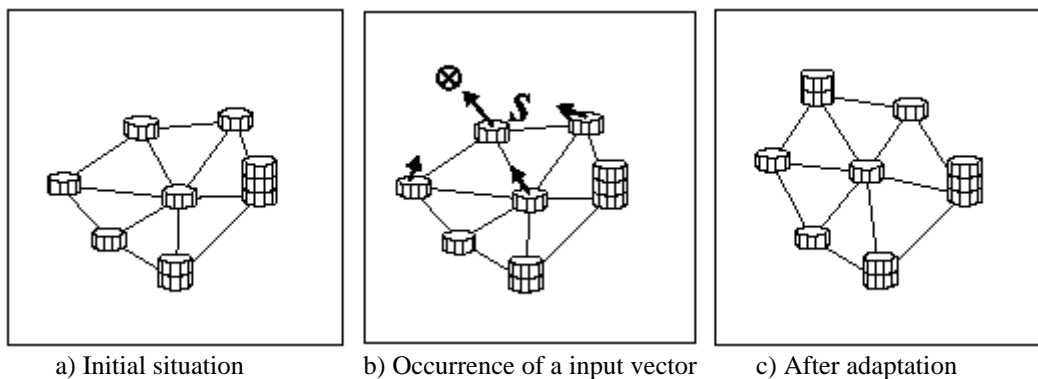 S
a) Initial situation
b) Occurrence of a input vector
c) After adaptation